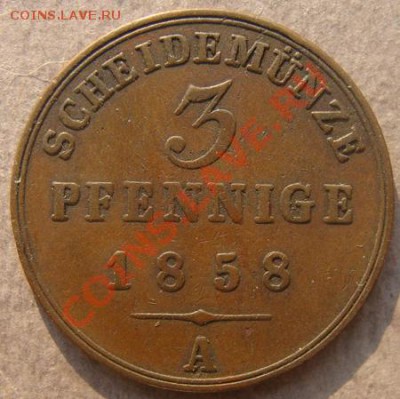 COINS.LAVE.RU
SCHEIDEMÜNZE
3
PFENNIGE
1858
A
COINS.LAVE.RU